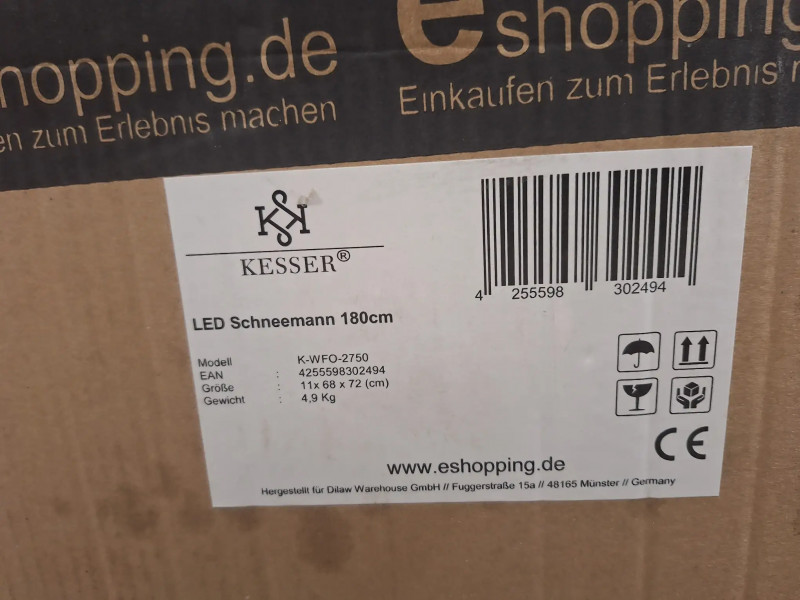 hopping.de
en zum Erlebnis machen
eshopping
Einkaufen zum Erlebnis m
KESSER®
4 255598 302494
LED Schneemann 180cm
Modell K-WFO-2750
EAN : 4255598302494
Größe : 11x 68 x 72 (cm)
Gewicht : 4,9 Kg
CE
www.eshopping.de
Hergestellt für Dilaw Warehouse GmbH // Fuggerstraße 15a // 48165 Münster // Germany